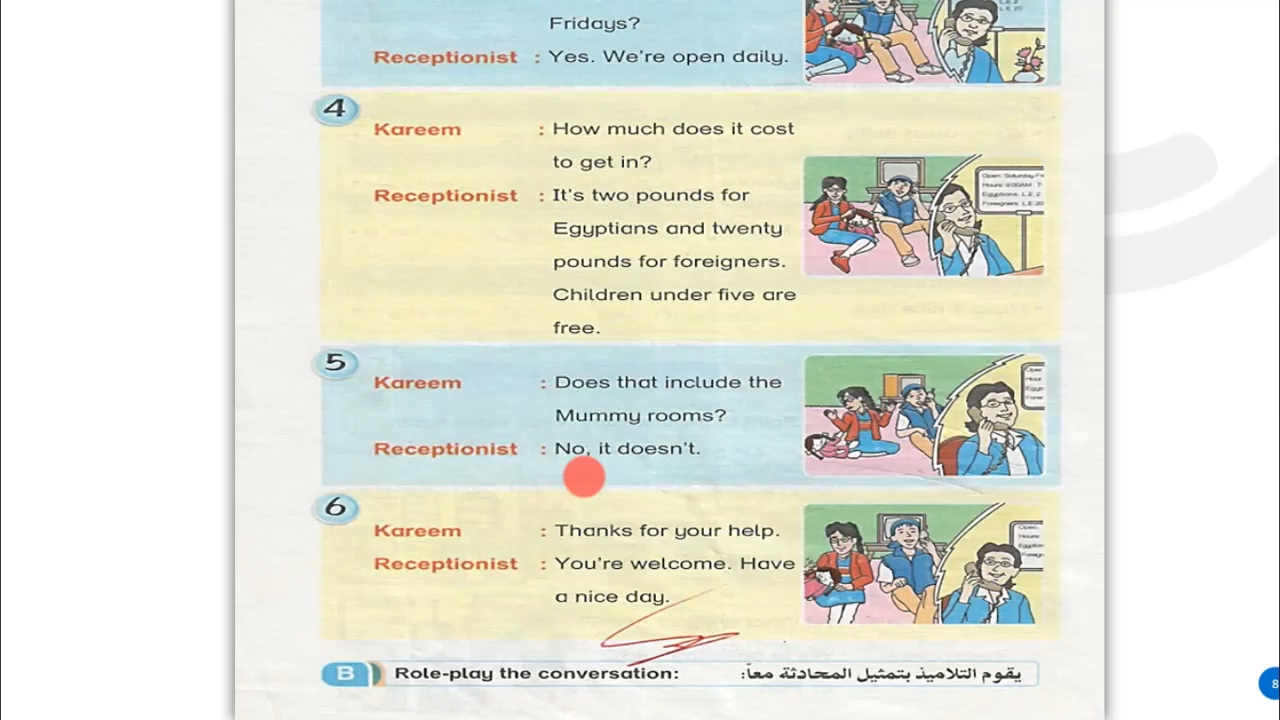 Fridays?
Receptionist : Yes. We're open daily.
4
Kareem : How much does it cost
to get in?
Receptionist : It's two pounds for
Egyptians and twenty
pounds for foreigners.
Children under five are
free.
5
Kareem : Does that include the
Mummy rooms?
Receptionist : No, it doesn't.
6
Kareem : Thanks for your help.
Receptionist : You're welcome. Have
a nice day.
B Role-play the conversation: يقوم التلاميذ بتمثيل المحادثة معاً:
8